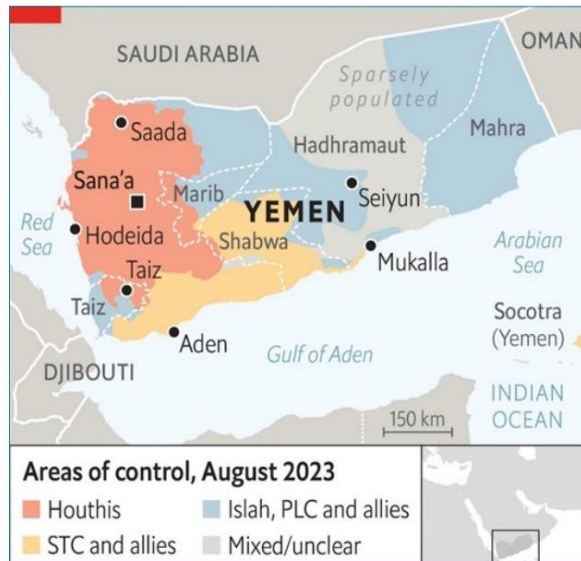 SAUDI ARABIA
OMAN
Sparsely
populated
Saada
Mahra
Hadhramaut
Sana'a
Marib
YEMEN
Seiyun
Red
Sea
Hodeida
Shabwa
Mukalla
Arabian
Sea
Taiz
Taiz
Aden
Socotra
(Yemen)
Gulf of Aden
DJIBOUTI
INDIAN
OCEAN
150 km
Areas of control, August 2023
Houthis
Islah, PLC and allies
STC and allies
Mixed/unclear